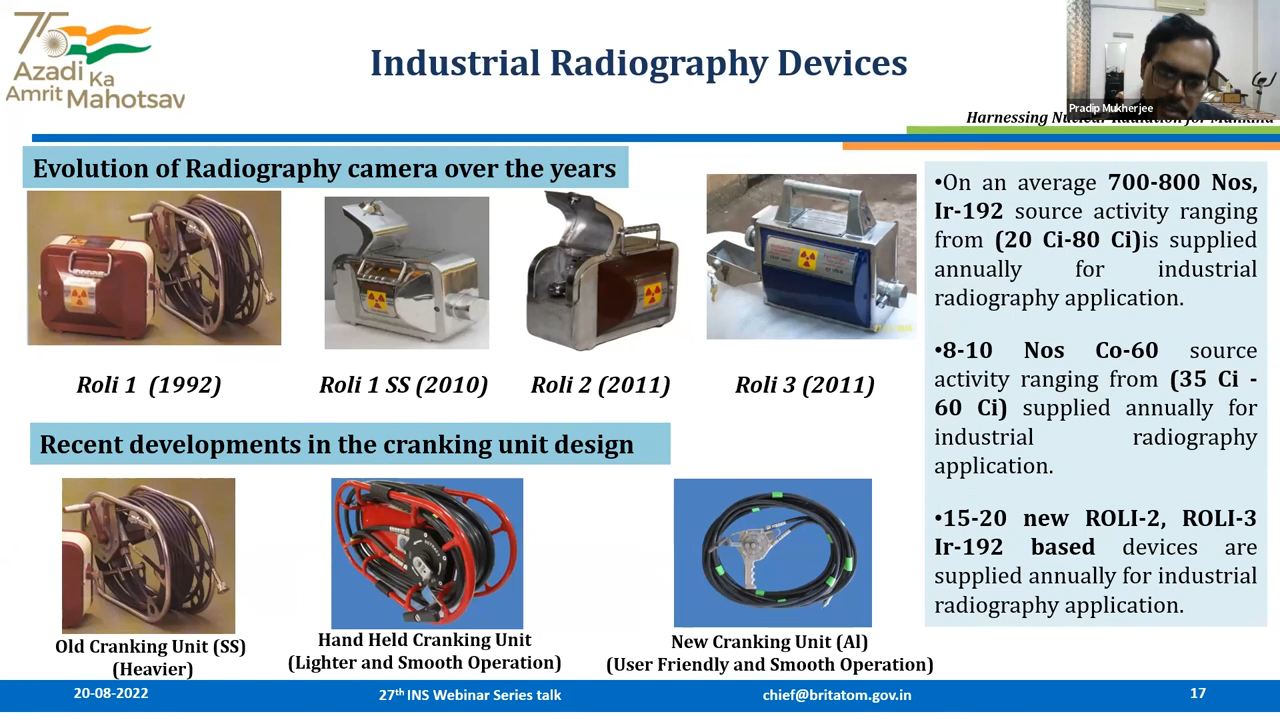 75
Azadi
Ka
Amrit Mahotsav
Industrial Radiography Devices
Pradip Mukherjee
Harnessing Nuclear Radiation for Mankind
Evolution of Radiography camera over the years
Roli 1 (1992)
Roli 1 SS (2010)
Roli 2 (2011)
Roli 3 (2011)
Recent developments in the cranking unit design
Old Cranking Unit (SS)
(Heavier)
Hand Held Cranking Unit
(Lighter and Smooth Operation)
New Cranking Unit (Al)
(User Friendly and Smooth Operation)
•On an average 700-800 Nos,
Ir-192 source activity ranging
from (20 Ci-80 Ci)is supplied
annually for industrial
radiography application.
•8-10 Nos Co-60 source
activity ranging from (35 Ci -
60 Ci) supplied annually for
industrial radiography
application.
•15-20 new ROLI-2, ROLI-3
Ir-192 based devices are
supplied annually for industrial
radiography application.
20-08-2022
27th INS Webinar Series talk
chief@britatom.gov.in
17